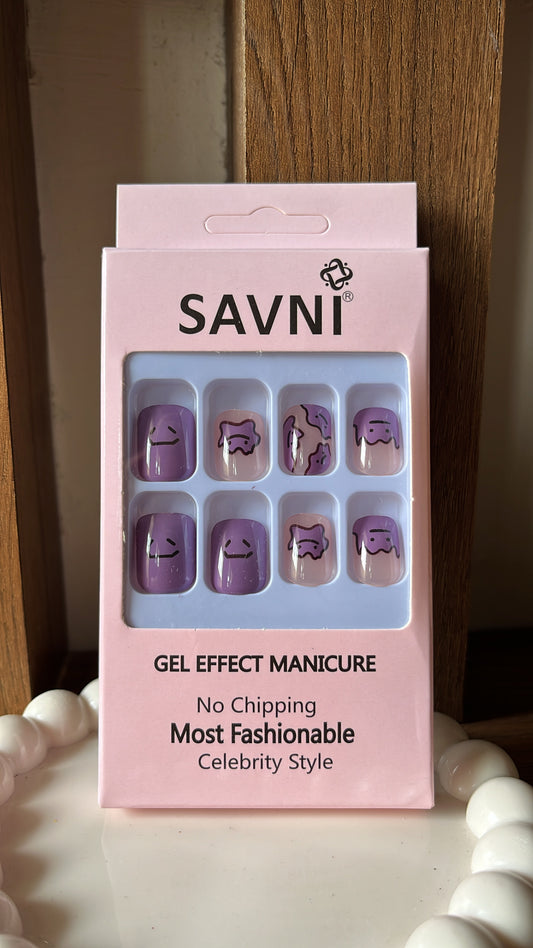 SAVNI®
GEL EFFECT MANICURE
No Chipping
Most Fashionable
Celebrity Style